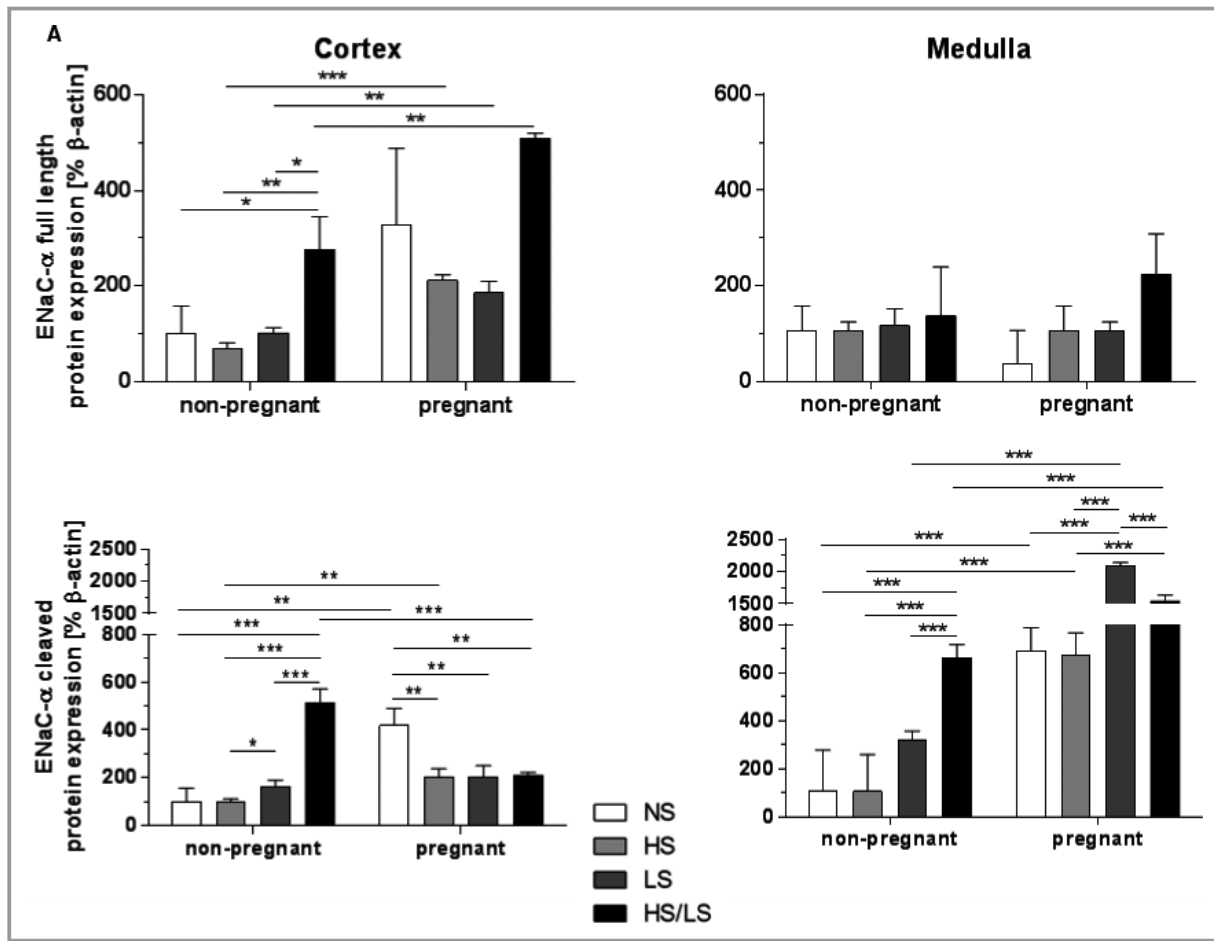 A
Cortex
Medulla
ENaC-α full length
protein expression [% β-actin]
600
400
200
0
***
**
**
*
**
*
non-pregnant
pregnant
600
400
200
0
non-pregnant
pregnant
ENaC-α cleaved
protein expression [% β-actin]
2500
2000
1500
800
600
400
200
0
**
**
***
***
***
***
*
**
**
**
non-pregnant
pregnant
NS
HS
LS
HS/LS
2500
2000
1500
800
600
400
200
0
***
***
***
***
***
***
***
***
***
***
***
non-pregnant
pregnant